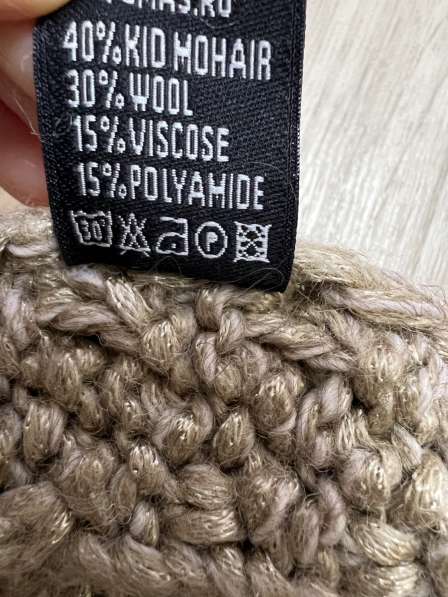 40% KID MOHAIR
30% WOOL
15% VISCOSE
15% POLYAMIDE
30 P